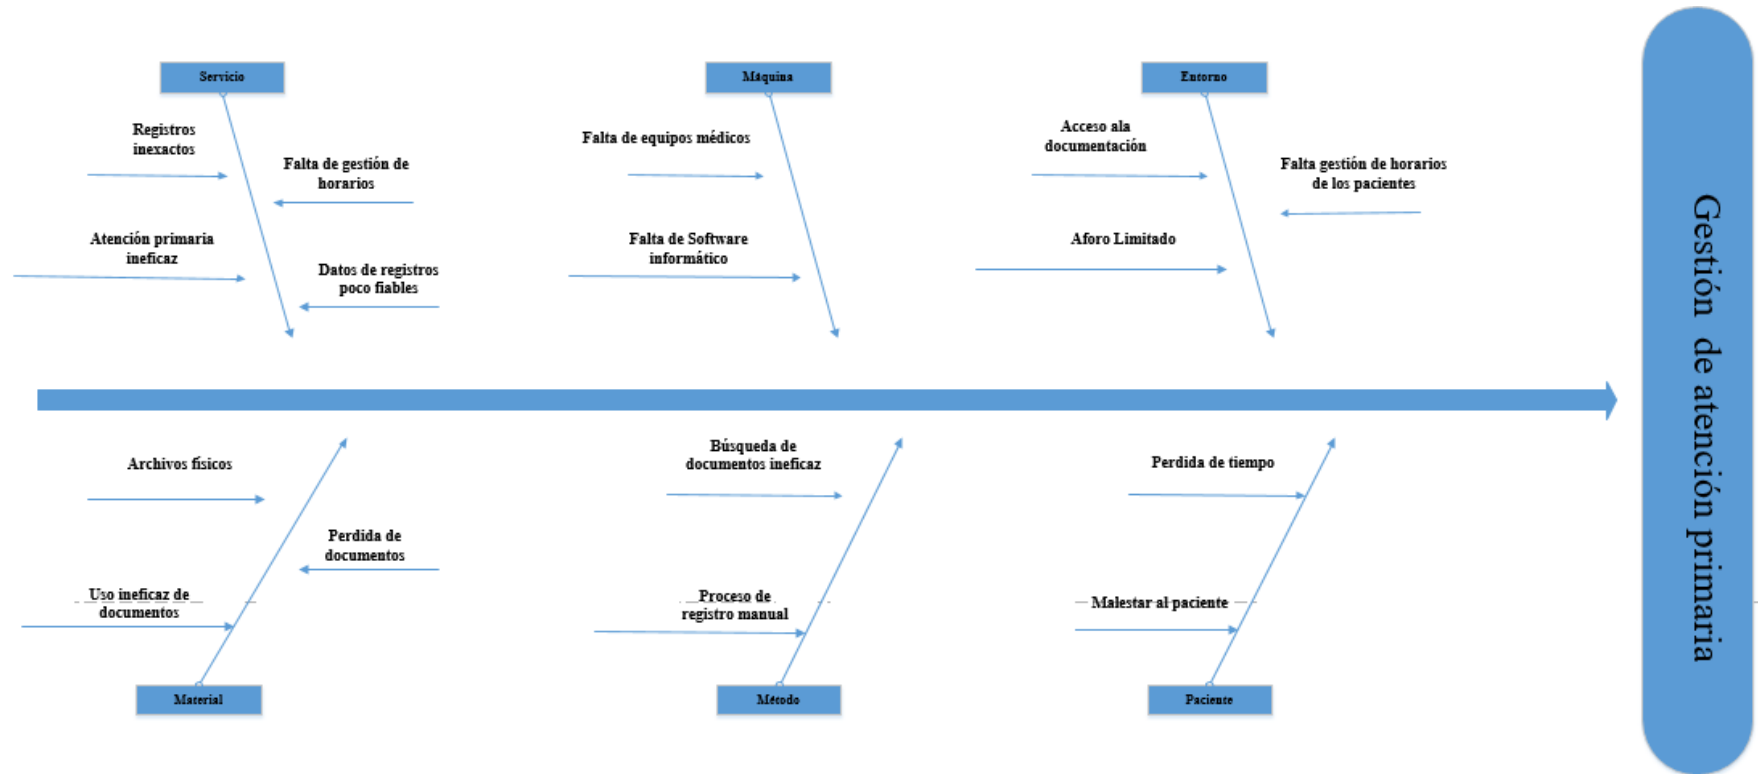 Servicio
Máquina
Entorno
Registros
inexactos
Falta de gestión de
horarios
Atención primaria
ineficaz
Datos de registros
poco fiables
Falta de equipos médicos
Falta de Software
informático
Acceso ala
documentación
Falta gestión de horarios
de los pacientes
Aforo Limitado
Gestión de atención primaria
Archivos físicos
Perdida de
documentos
Uso ineficaz de
documentos
Búsqueda de
documentos ineficaz
Proceso de
registro manual
Perdida de tiempo
Malestar al paciente
Material
Método
Paciente